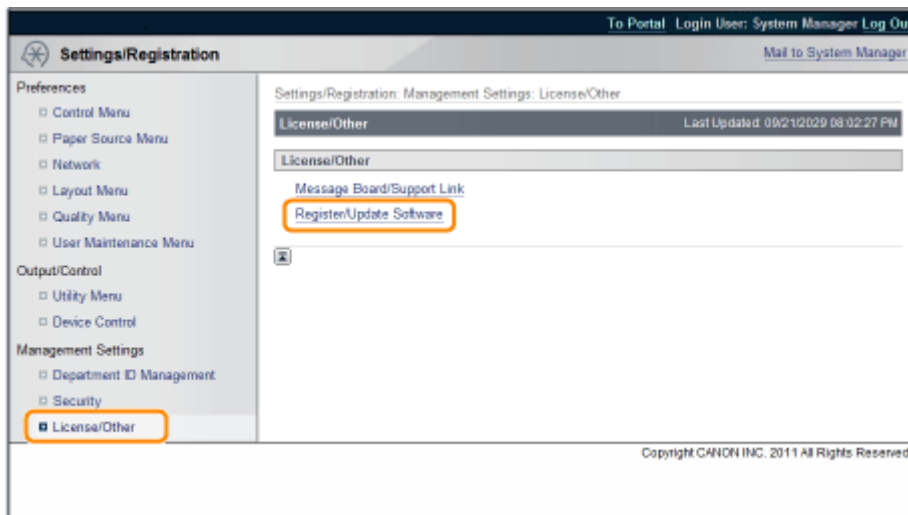 To Portal Login User: System Manager Log Ou
Settings/Registration
Mail to System Manager
Preferences
Control Menu
Paper Source Menu
Network
Layout Menu
Quality Menu
User Maintenance Menu
Output/Control
Utility Menu
Device Control
Management Settings
Department ID Management
Security
License/Other
Settings/Registration: Management Settings: License/Other
License/Other
Last Updated: 09/21/2029 08:02:27 PM
License/Other
Message Board/Support Link
Register/Update Software
Copyright CANON INC. 2011 All Rights Reserved